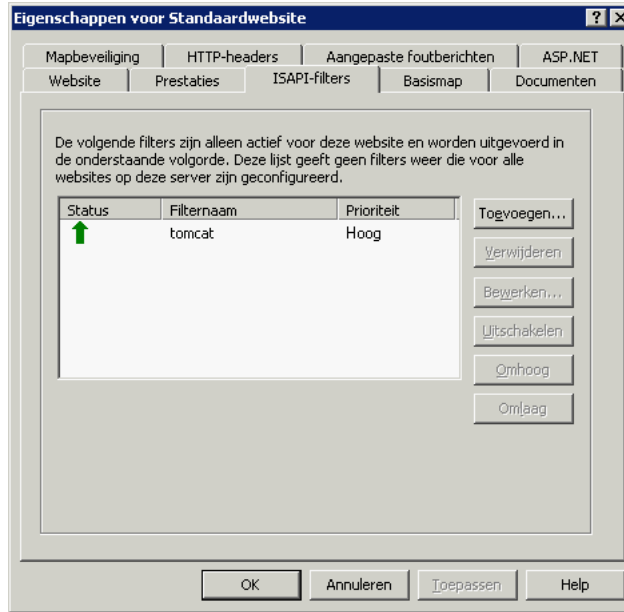 Eigenschappen voor Standaardwebsite
Mapbeveiliging HTTP-headers Aangepaste foutberichten ASP.NET
Website Prestaties ISAPI-filters Basismap Documenten
De volgende filters zijn alleen actief voor deze website en worden uitgevoerd in
de onderstaande volgorde. Deze lijst geeft geen filters weer die voor alle
websites op deze server zijn geconfigureerd.
Status Filternaam Prioriteit
tomcat Hoog
Toevoegen...
Verwijderen
Bewerken...
Uitschakelen
Omhoog
Omlaag
OK Annuleren Toepassen Help